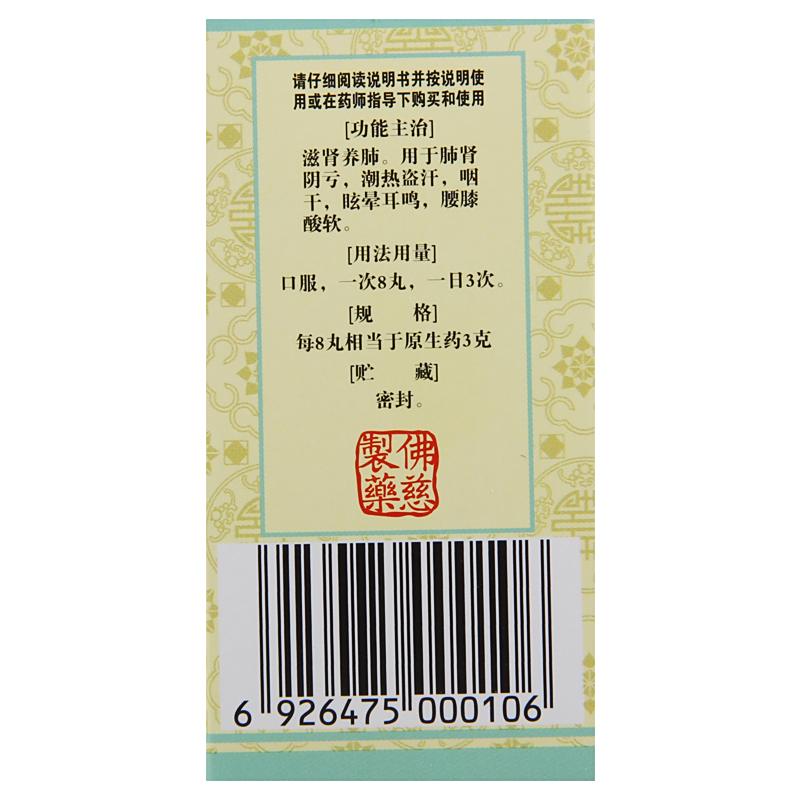 请仔细阅读说明书并按说明使
用或在药师指导下购买和使用
[功能主治]
滋肾养肺。用于肺肾
阴亏，潮热盗汗，咽
干，眩晕耳鸣，腰膝
酸软。
[用法用量]
口服，一次8丸，一日3次。
[规 格]
每8丸相当于原生药3克
[贮 藏]
密封。
佛慈
製藥
6 926475 000106